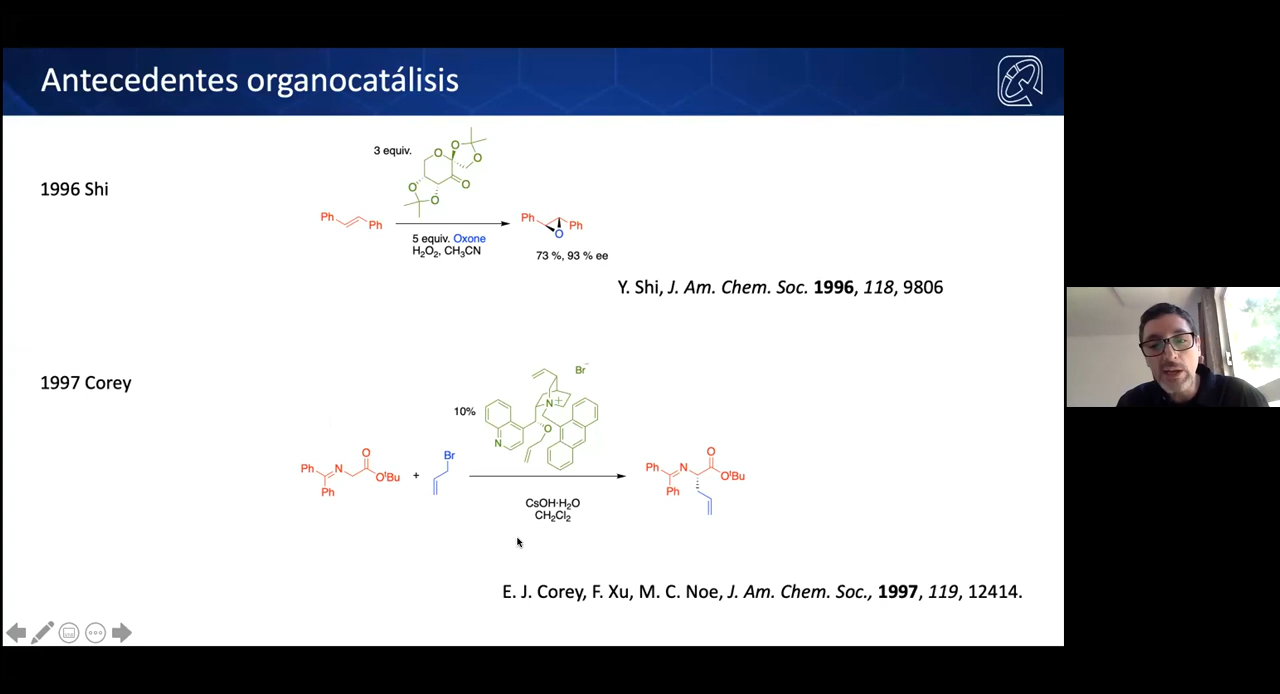 Antecedentes organocatálisis
1996 Shi
3 equiv.
O
O
O
O
O
O
Ph
Ph
5 equiv. Oxone
H₂O₂, CH₃CN
Ph
Ph
O
73 %, 93 % ee
Y. Shi, J. Am. Chem. Soc. 1996, 118, 9806
1997 Corey
10%
Br⁻
N+
N
O
Ph
N
O
OᵗBu
Ph
+
Br
CsOH·H₂O
CH₂Cl₂
Ph
N
O
OᵗBu
Ph
E. J. Corey, F. Xu, M. C. Noe, J. Am. Chem. Soc., 1997, 119, 12414.